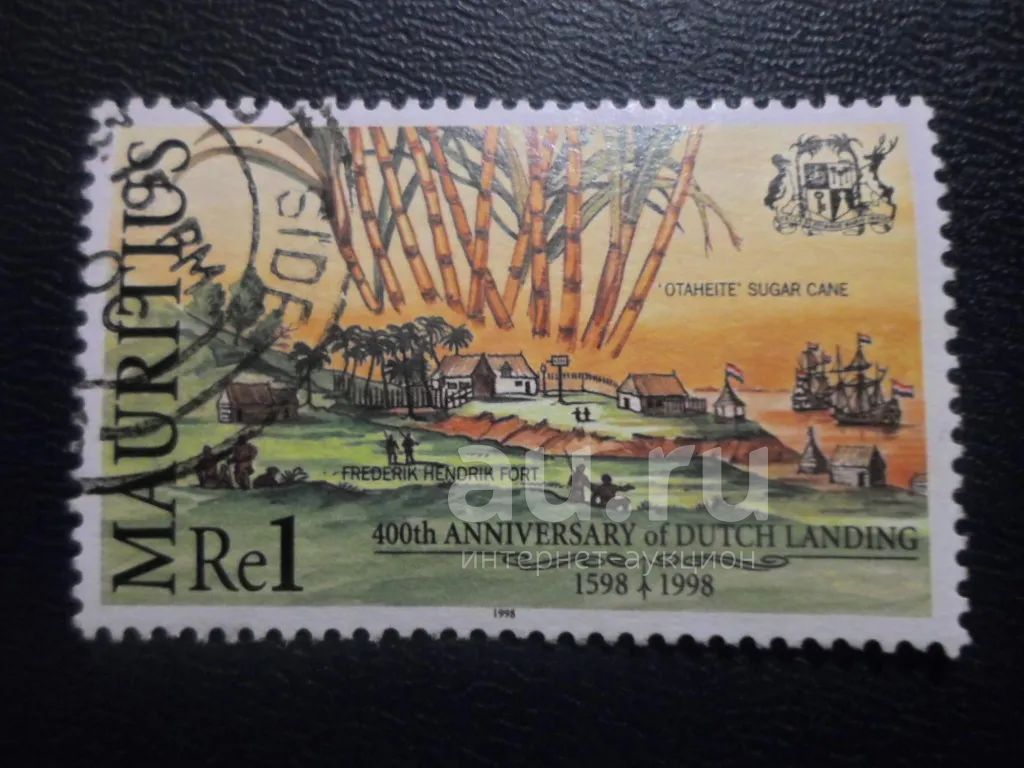 SIDE
'OTAHEITE' SUGAR CANE
MAURITIUS
FREDERIK HENDRIK FORT
au.ru
Re1
400th ANNIVERSARY of DUTCH LANDING
интернет-аукцион
1598 1998
1998